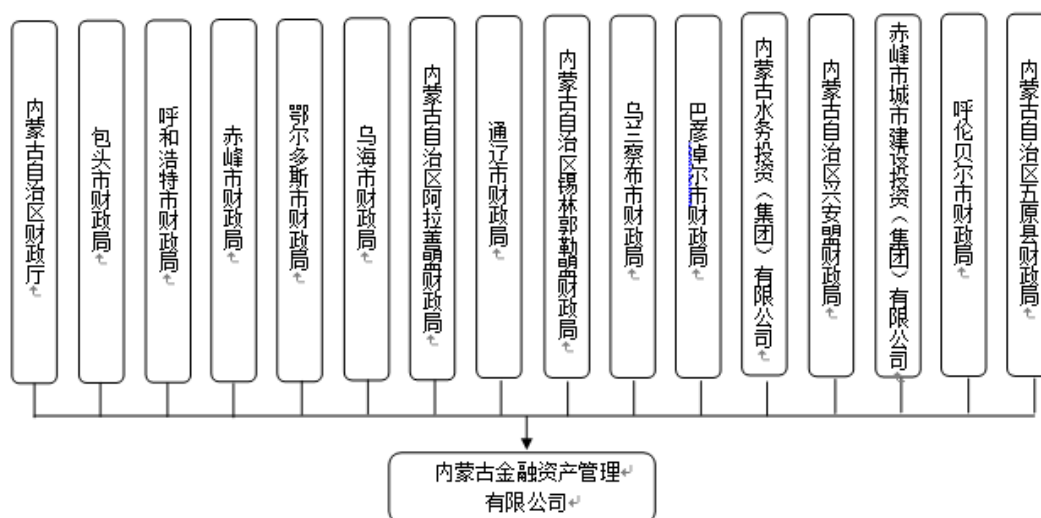 内蒙古自治区财政厅
包头市财政局
呼和浩特市财政局
赤峰市财政局
鄂尔多斯市财政局
乌海市财政局
内蒙古自治区阿拉善盟财政局
通辽市财政局
内蒙古自治区锡林郭勒盟财政局
乌兰察布市财政局
巴彦卓尔市财政局
内蒙古水务投资（集团）有限公司
内蒙古自治区兴安盟财政局
赤峰市城市建设投资（集团）有限公司
呼伦贝尔市财政局
内蒙古自治区五原县财政局
内蒙古金融资产管理
有限公司